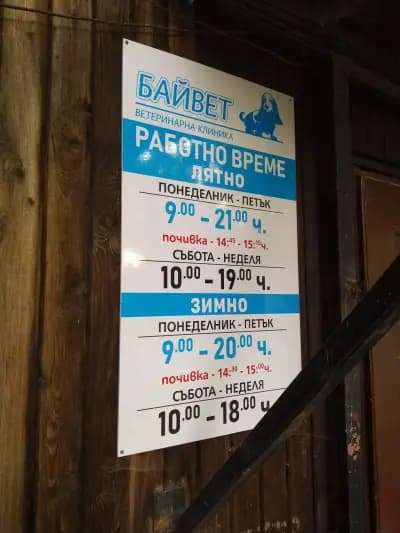 БАЙВЕТ
ВЕТЕРИНАРНА КЛИНИКА
РАБОТНО ВРЕМЕ
ЛЯТНО
ПОНЕДЕЛНИК - ПЕТЪК
9.00 - 21.00 ч.
почивка - 14:45 - 15:15ч.
СЪБОТА - НЕДЕЛЯ
10.00 - 19.00 ч.
ЗИМНО
ПОНЕДЕЛНИК - ПЕТЪК
9.00 - 20.00 ч.
почивка - 14:30 - 15:00ч.
СЪБОТА - НЕДЕЛЯ
10.00 - 18.00 ч.